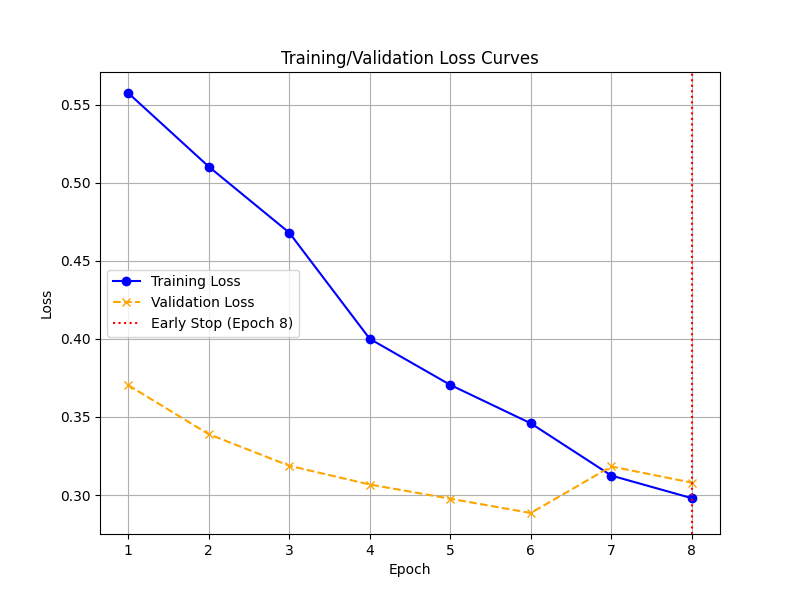 Training/Validation Loss Curves
0.55
0.50
0.45
0.40
0.35
0.30
Loss
Training Loss
Validation Loss
Early Stop (Epoch 8)
1 2 3 4 5 6 7 8
Epoch